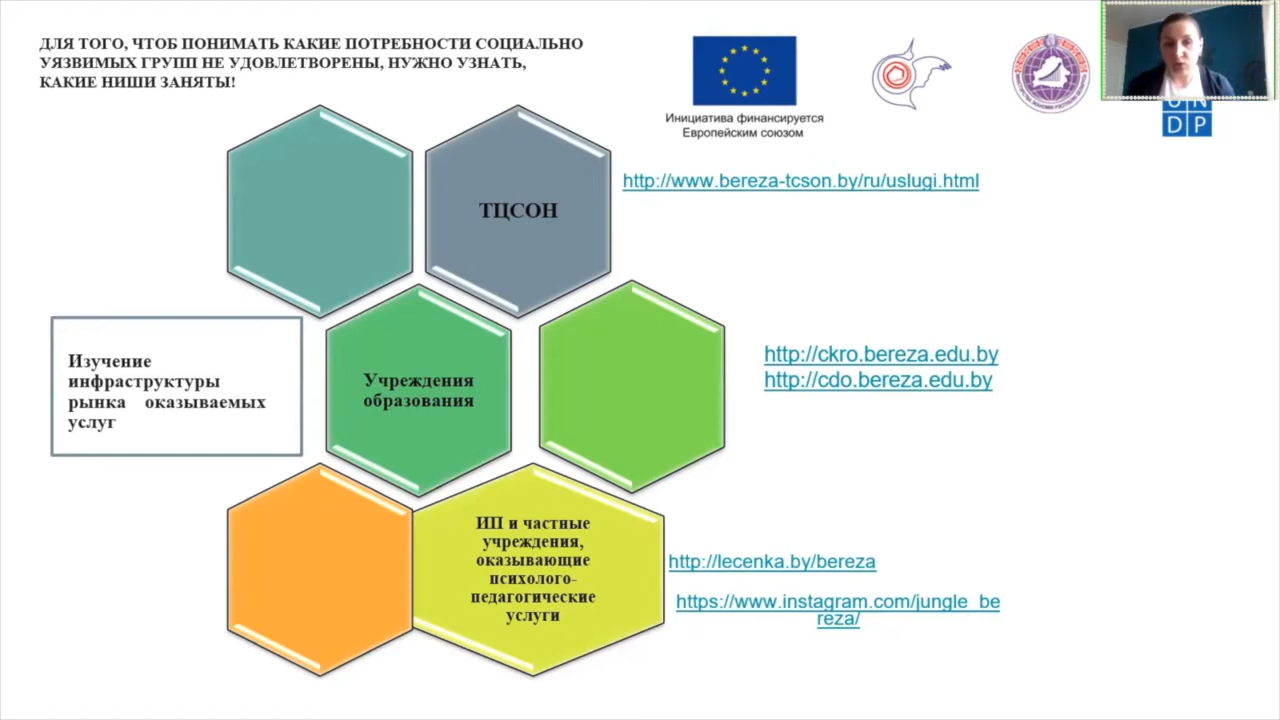 ДЛЯ ТОГО, ЧТОБ ПОНИМАТЬ КАКИЕ ПОТРЕБНОСТИ СОЦИАЛЬНО
УЯЗВИМЫХ ГРУПП НЕ УДОВЛЕТВОРЕНЫ, НУЖНО УЗНАТЬ,
КАКИЕ НИШИ ЗАНЯТЫ!
Инициатива финансируется
Европейским союзом
U N
D P
ТЦСОН
http://www.bereza-tcson.by/ru/uslugi.html
Изучение
инфраструктуры
рынка оказываемых
услуг
Учреждения
образования
http://ckro.bereza.edu.by
http://cdo.bereza.edu.by
ИП и частные
учреждения,
оказывающие
психолого-
педагогические
услуги
http://lecenka.by/bereza
https://www.instagram.com/jungle_be
reza/